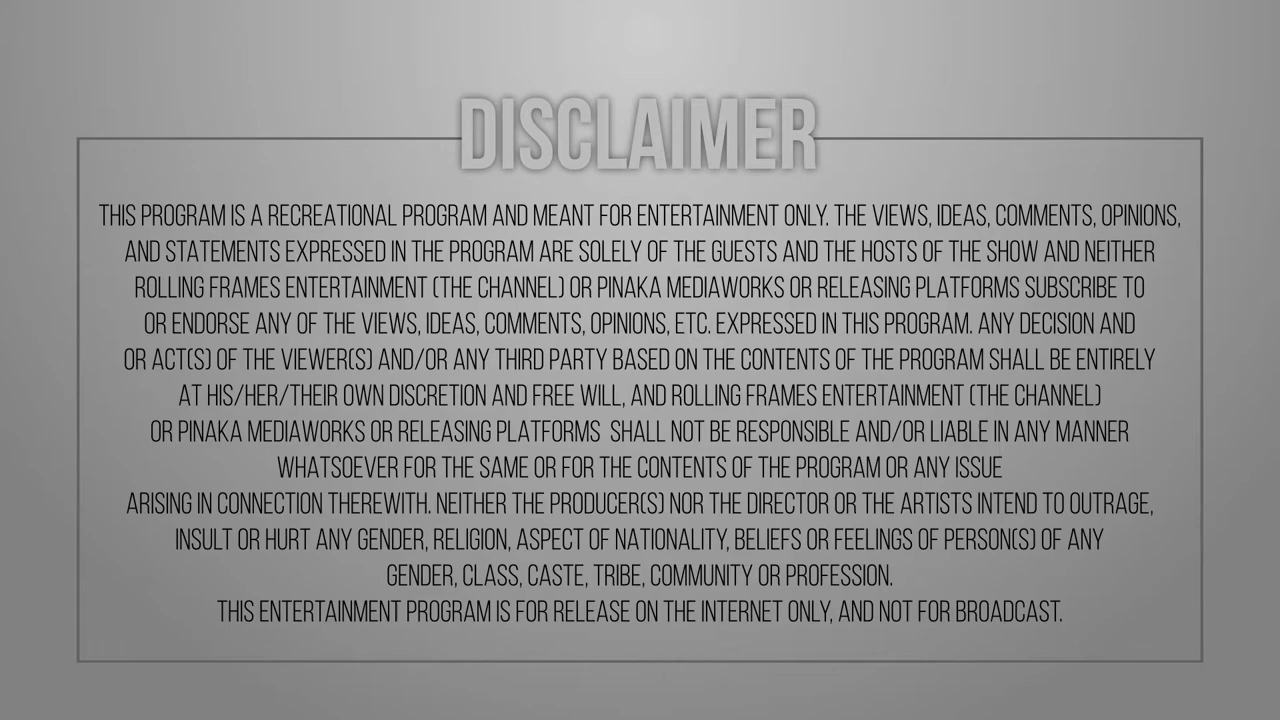 DISCLAIMER
THIS PROGRAM IS A RECREATIONAL PROGRAM AND MEANT FOR ENTERTAINMENT ONLY. THE VIEWS, IDEAS, COMMENTS, OPINIONS,
AND STATEMENTS EXPRESSED IN THE PROGRAM ARE SOLELY OF THE GUESTS AND THE HOSTS OF THE SHOW AND NEITHER
ROLLING FRAMES ENTERTAINMENT (THE CHANNEL) OR PINAKA MEDIAWORKS OR RELEASING PLATFORMS SUBSCRIBE TO
OR ENDORSE ANY OF THE VIEWS, IDEAS, COMMENTS, OPINIONS, ETC. EXPRESSED IN THIS PROGRAM. ANY DECISION AND
OR ACT(S) OF THE VIEWER(S) AND/OR ANY THIRD PARTY BASED ON THE CONTENTS OF THE PROGRAM SHALL BE ENTIRELY
AT HIS/HER/THEIR OWN DISCRETION AND FREE WILL, AND ROLLING FRAMES ENTERTAINMENT (THE CHANNEL)
OR PINAKA MEDIAWORKS OR RELEASING PLATFORMS SHALL NOT BE RESPONSIBLE AND/OR LIABLE IN ANY MANNER
WHATSOEVER FOR THE SAME OR FOR THE CONTENTS OF THE PROGRAM OR ANY ISSUE
ARISING IN CONNECTION THEREWITH. NEITHER THE PRODUCER(S) NOR THE DIRECTOR OR THE ARTISTS INTEND TO OUTRAGE,
INSULT OR HURT ANY GENDER, RELIGION, ASPECT OF NATIONALITY, BELIEFS OR FEELINGS OF PERSON(S) OF ANY
GENDER, CLASS, CASTE, TRIBE, COMMUNITY OR PROFESSION.
THIS ENTERTAINMENT PROGRAM IS FOR RELEASE ON THE INTERNET ONLY, AND NOT FOR BROADCAST.